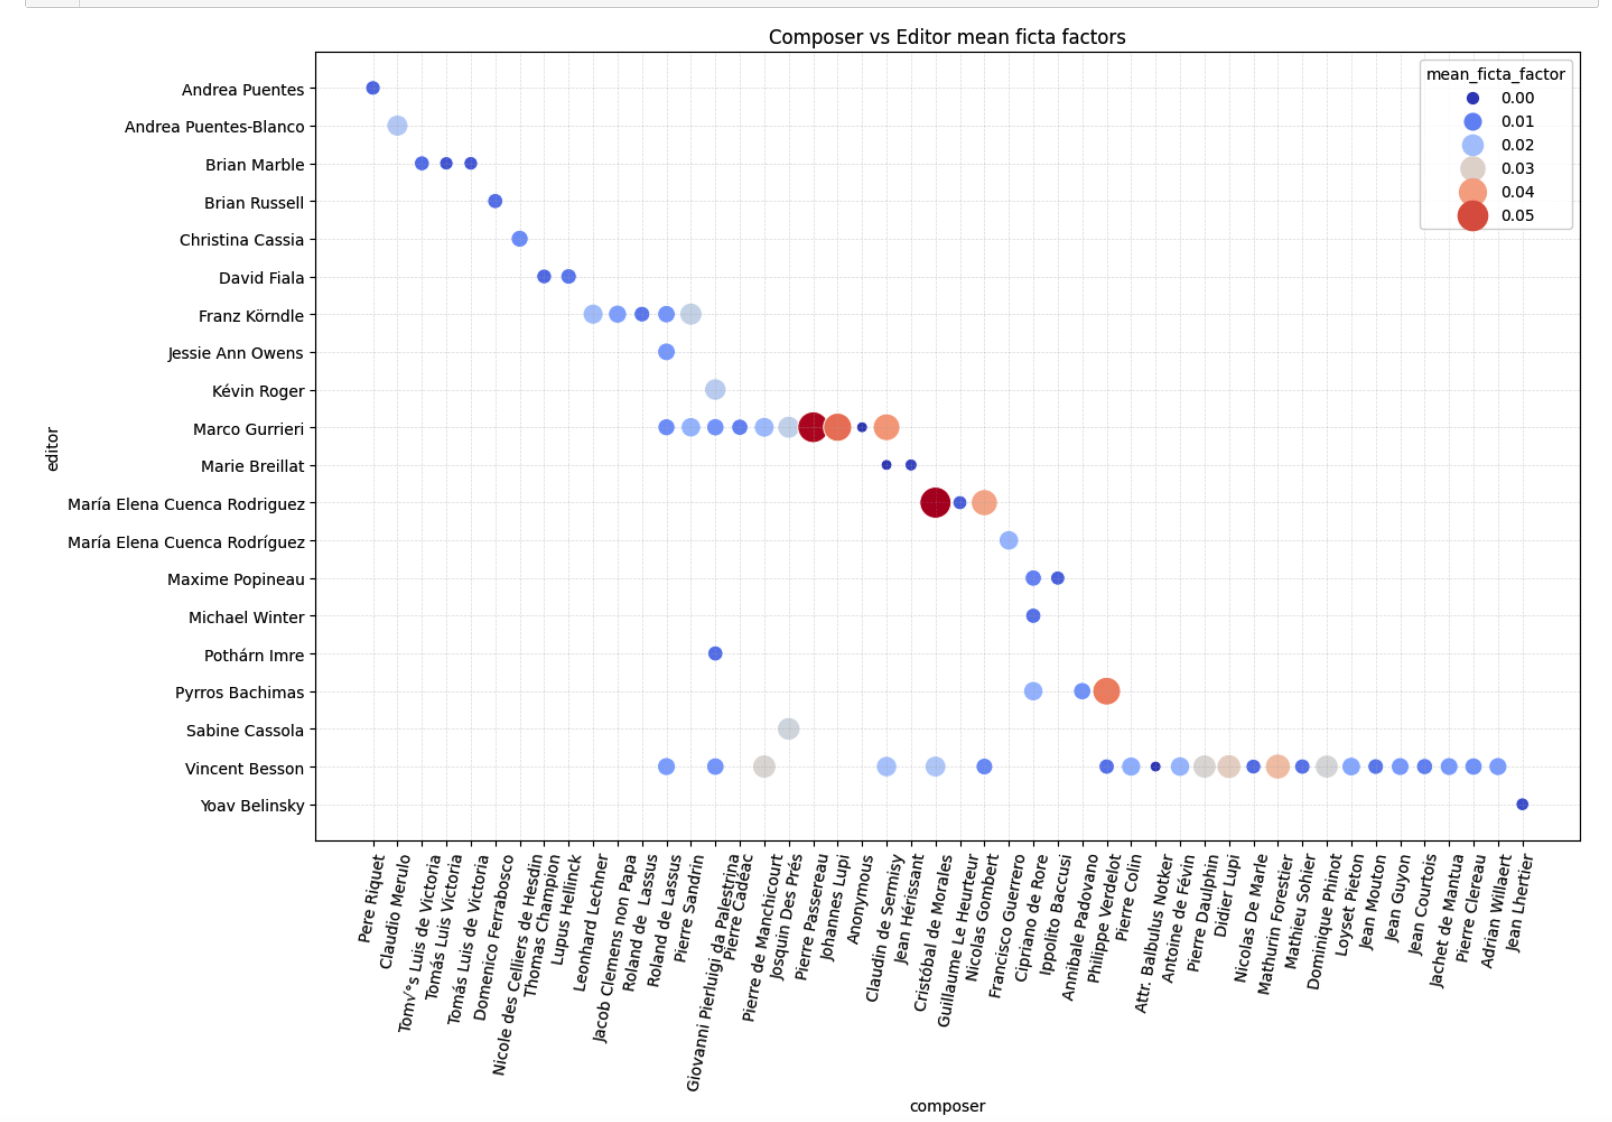 Composer vs Editor mean ficta factors
mean_ficta_factor
0.00
0.01
0.02
0.03
0.04
0.05
editor
Andrea Puentes
Andrea Puentes-Blanco
Brian Marble
Brian Russell
Christina Cassia
David Fiala
Franz Körndle
Jessie Ann Owens
Kévin Roger
Marco Gurrieri
Marie Breillat
María Elena Cuenca Rodriguez
María Elena Cuenca Rodríguez
Maxime Popineau
Michael Winter
Pothárn Imre
Pyrros Bachimas
Sabine Cassola
Vincent Besson
Yoav Belinsky
Perre Riquet
Claudio Merulo
Tom√°s Luis de Victoria
Tomás Luis Victoria
Tomás Luis de Victoria
Domenico Ferrabosco
Nicole des Celliers de Hesdin
Thomas Champion
Lupus Hellinck
Leonhard Lechner
Jacob Clemens non Papa
Roland de  Lassus
Roland de Lassus
Pierre Sandrin
Giovanni Pierluigi da Palestrina
Pierre Cadéac
Pierre de Manchicourt
Josquin Des Prés
Pierre Passereau
Johannes Lupi
Anonymous
Claudin de Sermisy
Jean Hérissant
Cristóbal de Morales
Guillaume Le Heurteur
Nicolas Gombert
Francisco Guerrero
Cipriano de Rore
Ippolito Baccusi
Annibale Padovano
Philippe Verdelot
Pierre Colin
Attr. Balbulus Notker
Antoine de Févin
Pierre Daulphin
Didier Lupi
Nicolas De Marle
Mathurin Forestier
Mathieu Sohier
Dominique Phinot
Loyset Pieton
Jean Mouton
Jean Guyon
Jean Courtois
Jachet de Mantua
Pierre Clereau
Adrian Willaert
Jean Lhertier
composer